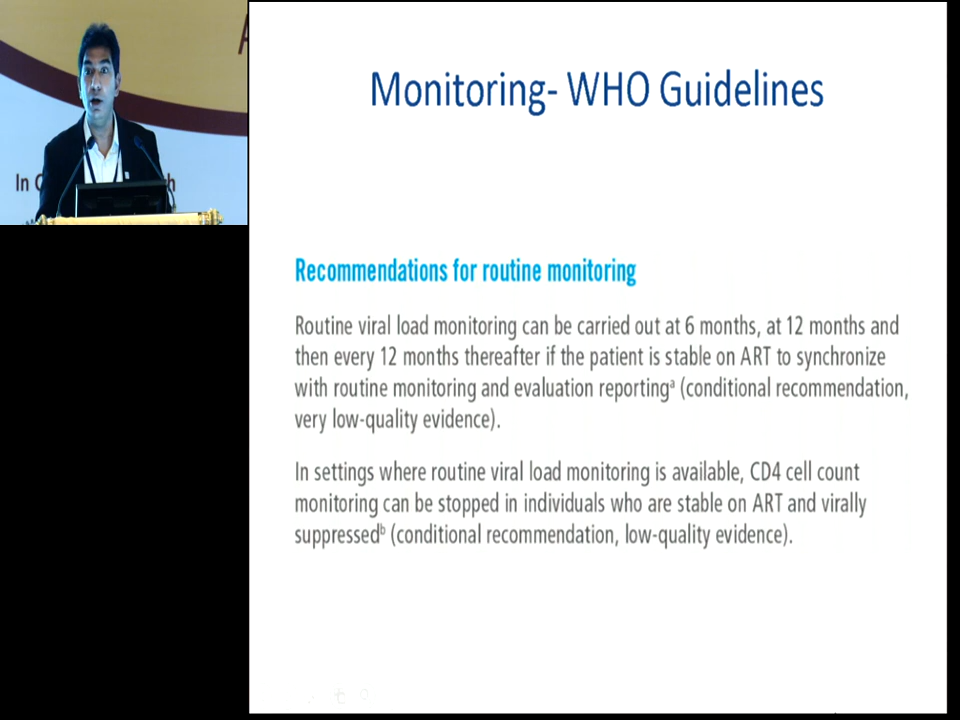 A
In C
h
Monitoring- WHO Guidelines
Recommendations for routine monitoring
Routine viral load monitoring can be carried out at 6 months, at 12 months and
then every 12 months thereafter if the patient is stable on ART to synchronize
with routine monitoring and evaluation reportingᵃ (conditional recommendation,
very low-quality evidence).
In settings where routine viral load monitoring is available, CD4 cell count
monitoring can be stopped in individuals who are stable on ART and virally
suppressedᵇ (conditional recommendation, low-quality evidence).